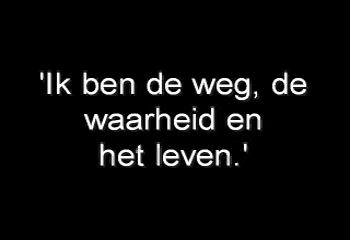 'Ik ben de weg, de
waarheid en
het leven.'